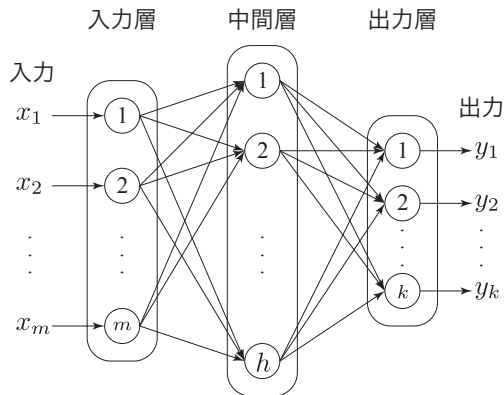 入力層 中間層 出力層
入力
出力
x₁ 1 1 1 y₁
x₂ 2 2 2 y₂
⋮ ⋮ ⋮ ⋮ ⋮
xₘ m h k yₖ